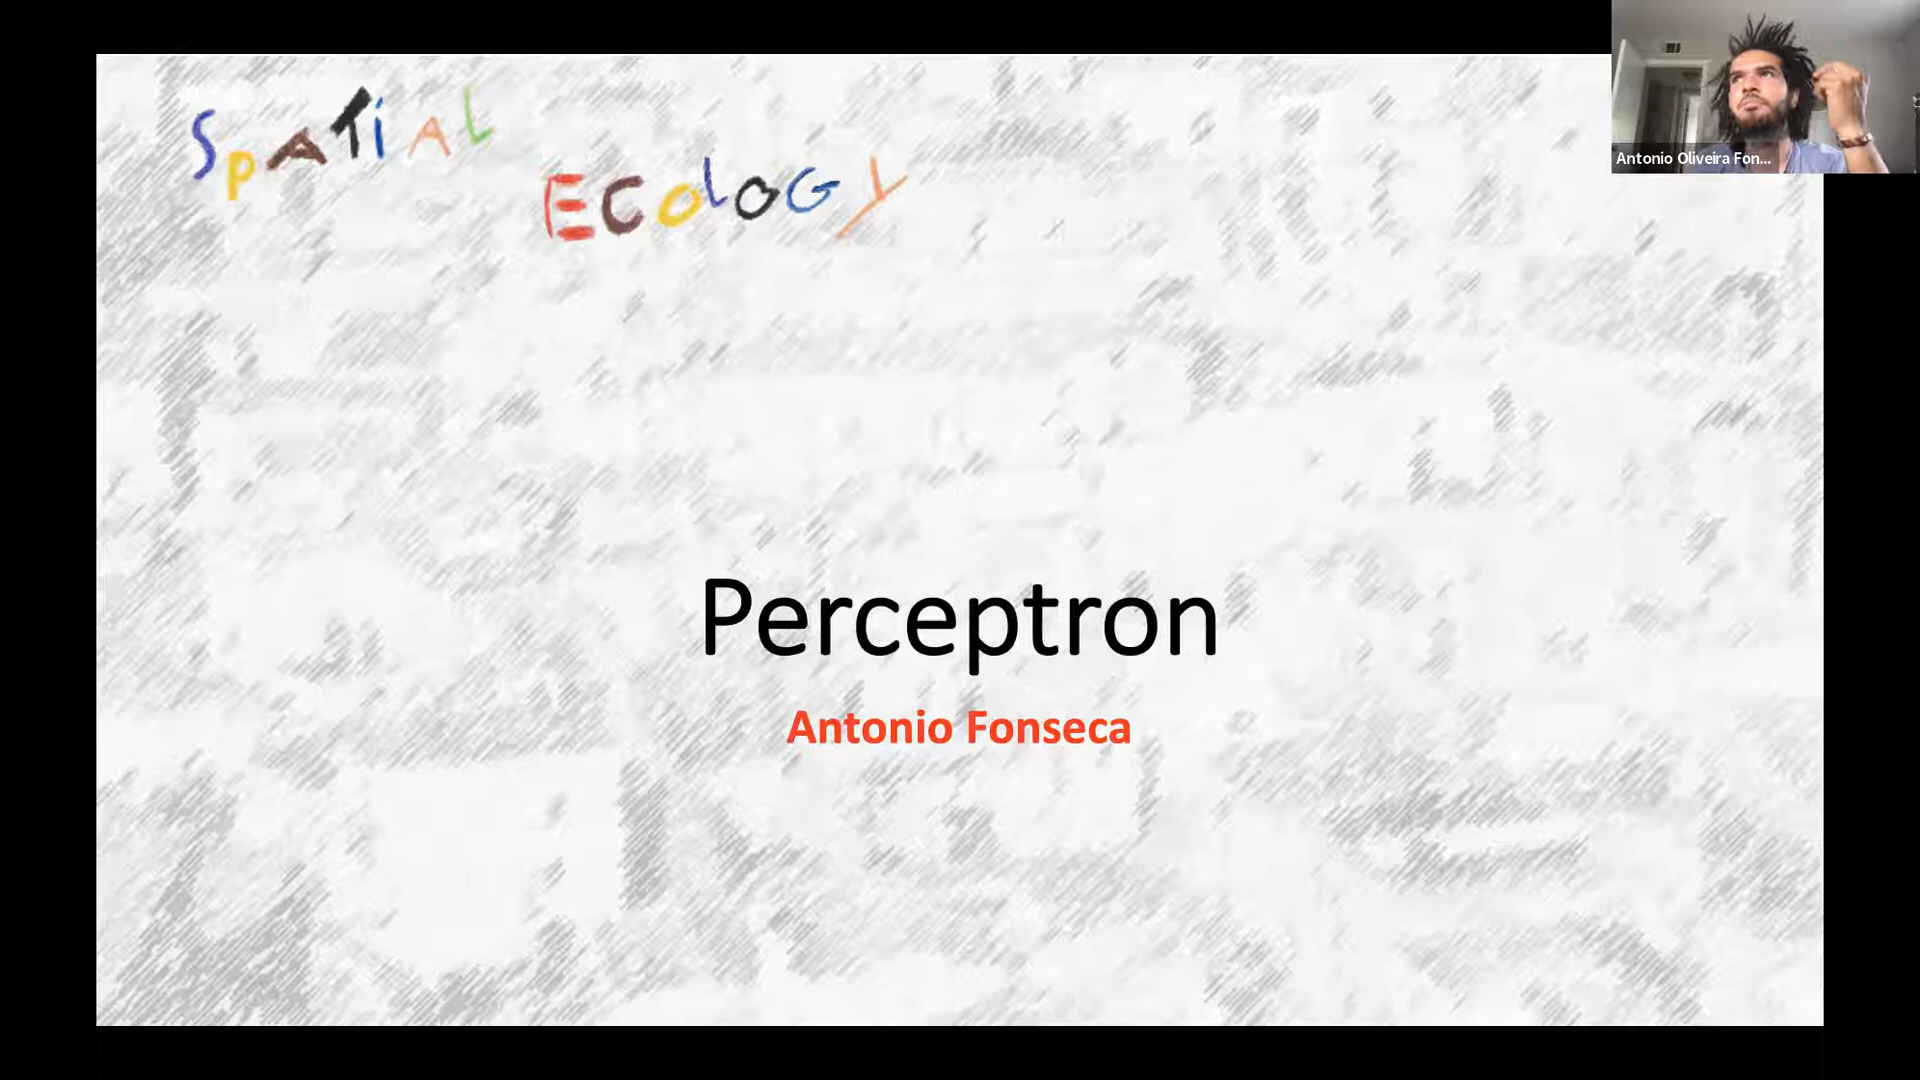 SpATiAL
ECologY
Antonio Oliveira Fon...
Perceptron
Antonio Fonseca